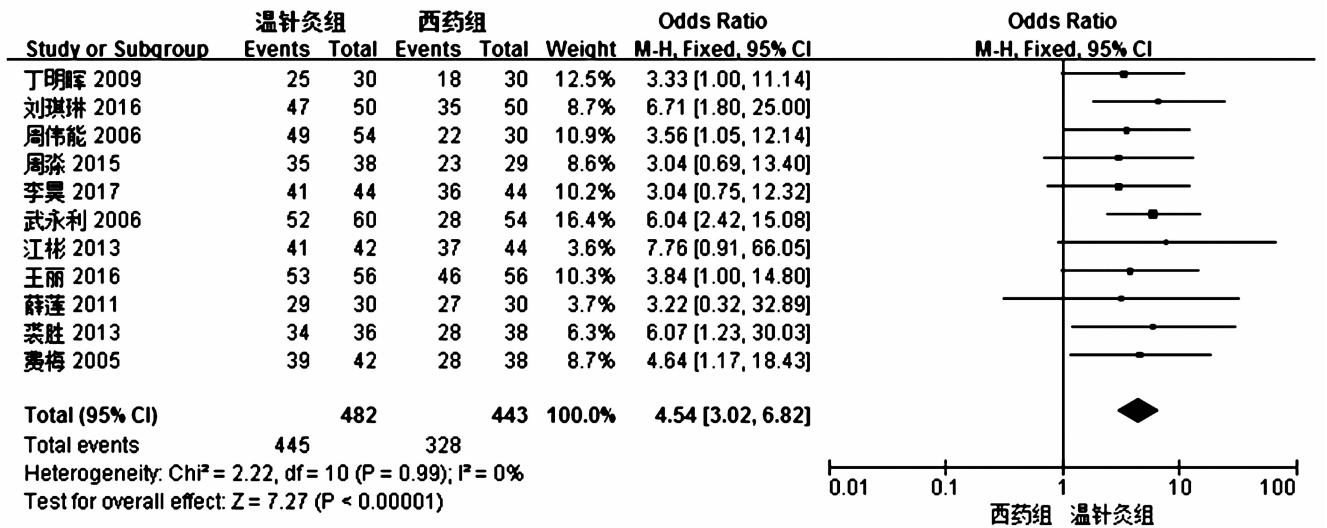 温针灸组 西药组 Odds Ratio Odds Ratio
Study or Subgroup Events Total Events Total Weight M-H, Fixed, 95% CI M-H, Fixed, 95% CI
丁明晖 2009 25 30 18 30 12.5% 3.33 [1.00, 11.14]
刘琪琳 2016 47 50 35 50 8.7% 6.71 [1.80, 25.00]
周伟能 2006 49 54 22 30 10.9% 3.56 [1.05, 12.14]
周淼 2015 35 38 23 29 8.6% 3.04 [0.69, 13.40]
李昊 2017 41 44 36 44 10.2% 3.04 [0.75, 12.32]
武永利 2006 52 60 28 54 16.4% 6.04 [2.42, 15.08]
江彬 2013 41 42 37 44 3.6% 7.76 [0.91, 66.05]
王丽 2016 53 56 46 56 10.3% 3.84 [1.00, 14.80]
薛莲 2011 29 30 27 30 3.7% 3.22 [0.32, 32.89]
裘胜 2013 34 36 28 38 6.3% 6.07 [1.23, 30.03]
费梅 2005 39 42 28 38 8.7% 4.64 [1.17, 18.43]
Total (95% CI) 482 443 100.0% 4.54 [3.02, 6.82]
Total events 445 328
Heterogeneity: Chi² = 2.22, df = 10 (P = 0.99); I² = 0%
Test for overall effect: Z = 7.27 (P < 0.00001)
0.01 0.1 1 10 100
西药组 温针灸组